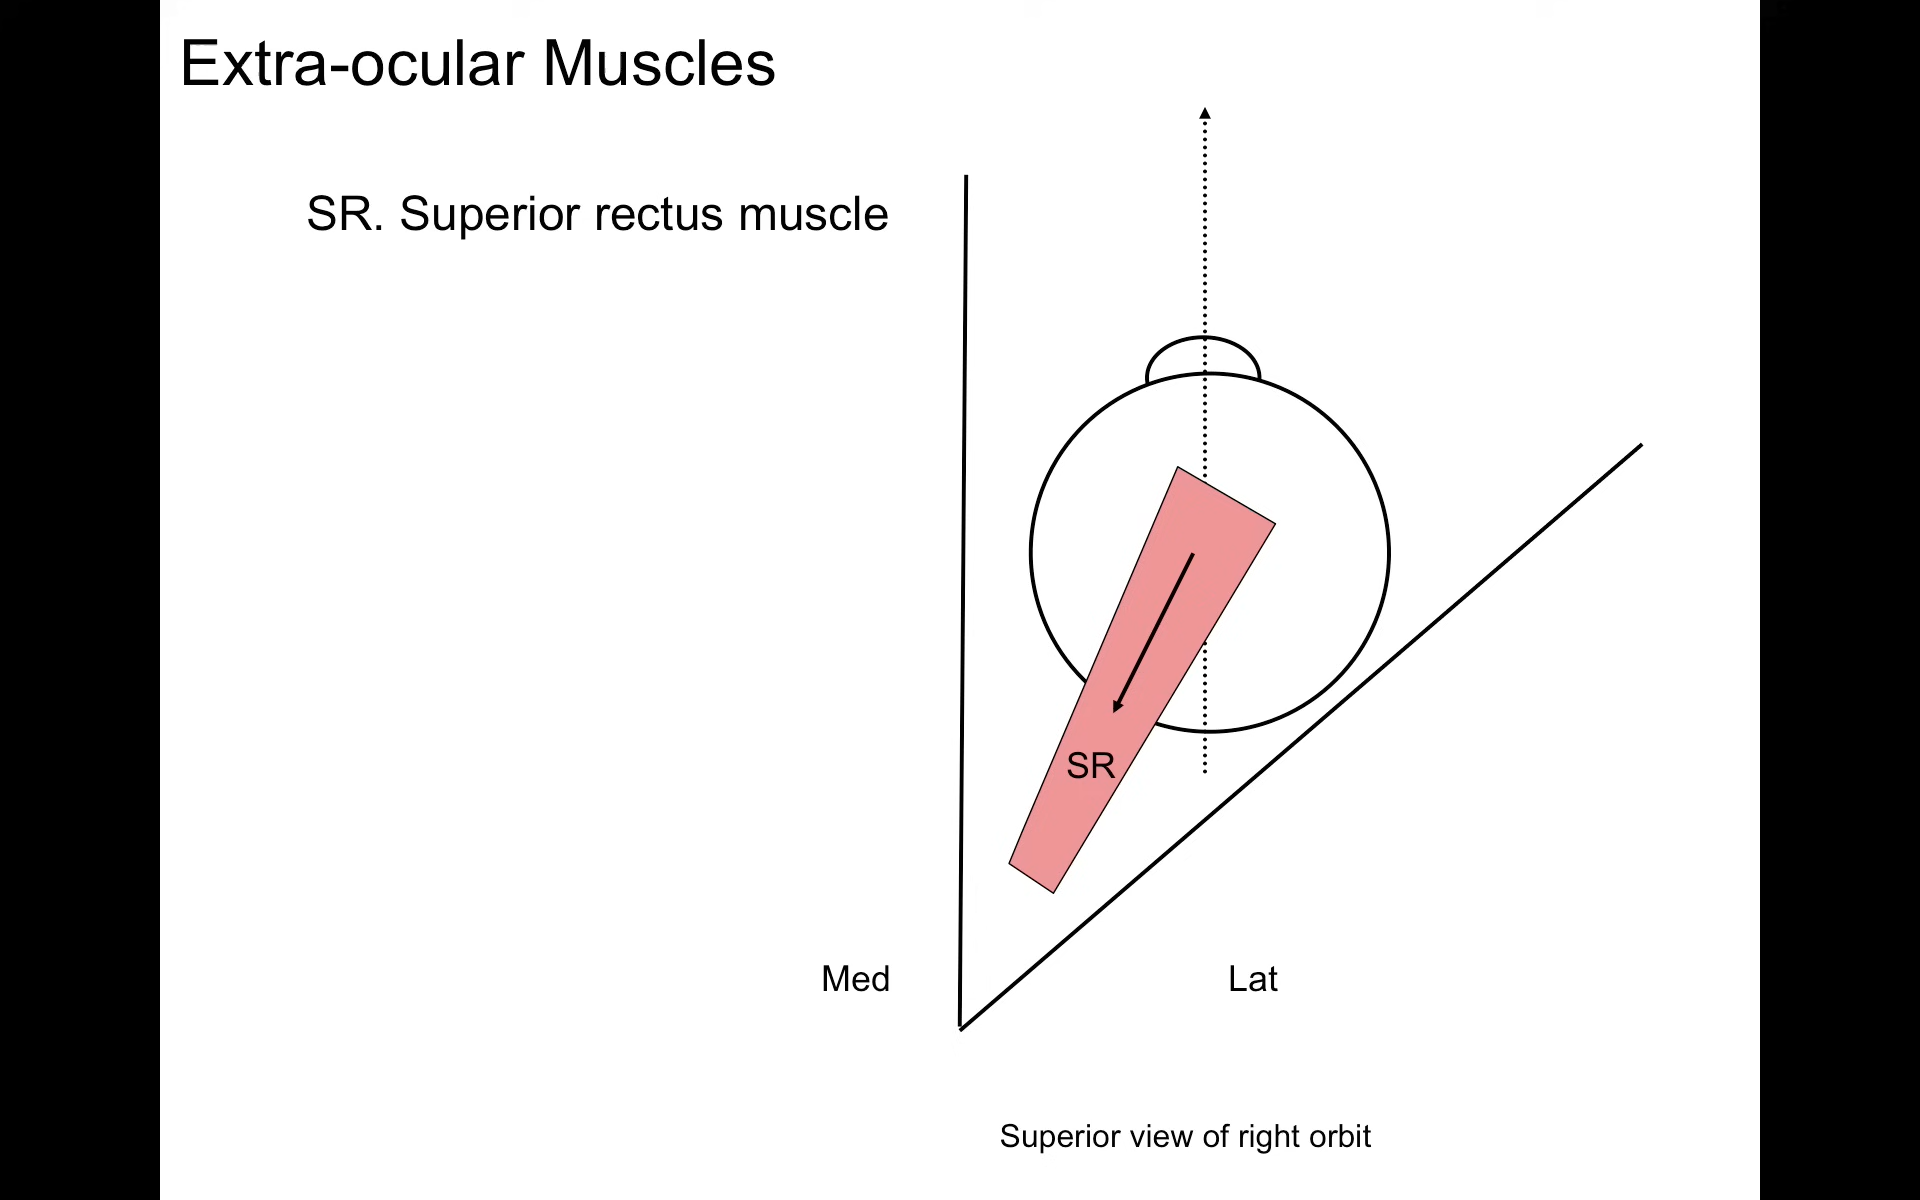 Extra-ocular Muscles
SR. Superior rectus muscle
SR
Med
Lat
Superior view of right orbit